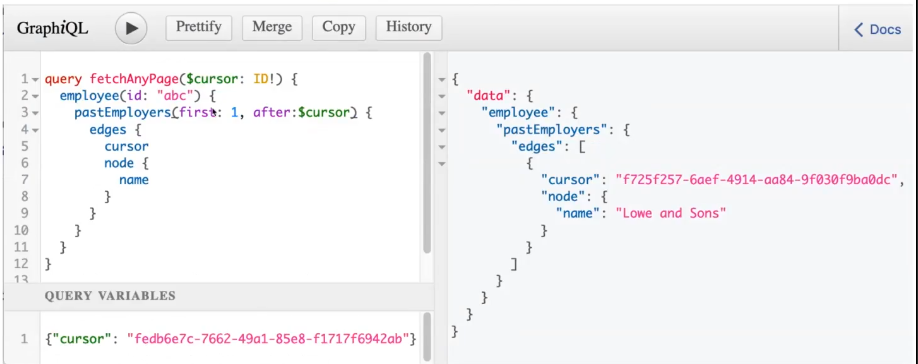 GraphiQL
Prettify
Merge
Copy
History
Docs
1 query fetchAnyPage($cursor: ID!) {
2 employee(id: "abc") {
3 pastEmployers(first: 1, after:$cursor) {
4 edges {
5 cursor
6 node {
7 name
8 }
9 }
10 }
11 }
12 }
13
QUERY VARIABLES
1 {"cursor": "fedb6e7c-7662-49a1-85e8-f1717f6942ab"}
{
"data": {
"employee": {
"pastEmployers": {
"edges": [
{
"cursor": "f725f257-6aef-4914-aa84-9f030f9ba0dc",
"node": {
"name": "Lowe and Sons"
}
}
]
}
}
}
}